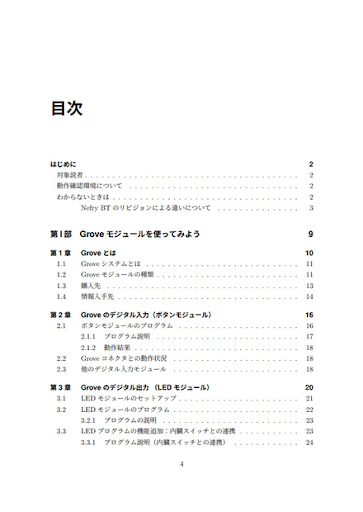 目次
はじめに 2
対象読者 . . . . . . . . . . . . . . . . . . . . . . . . . . . . . . . . . . . . . . . 2
動作確認環境について . . . . . . . . . . . . . . . . . . . . . . . . . . . . . . . 2
わからないときは . . . . . . . . . . . . . . . . . . . . . . . . . . . . . . . . . . 2
Nefry BT のリビジョンによる違いについて . . . . . . . . . . . . . . . 3
第 I 部 Grove モジュールを使ってみよう 9
第 1 章 Grove とは 10
1.1 Grove システムとは . . . . . . . . . . . . . . . . . . . . . . . . . . . . 11
1.2 Grove モジュールの種類 . . . . . . . . . . . . . . . . . . . . . . . . . . 11
1.3 購入先 . . . . . . . . . . . . . . . . . . . . . . . . . . . . . . . . . . . 13
1.4 情報入手先 . . . . . . . . . . . . . . . . . . . . . . . . . . . . . . . . . 14
第 2 章 Grove のデジタル入力（ボタンモジュール） 16
2.1 ボタンモジュールのプログラム . . . . . . . . . . . . . . . . . . . . . . 16
2.1.1 プログラム説明 . . . . . . . . . . . . . . . . . . . . . . . . . . 17
2.1.2 動作結果 . . . . . . . . . . . . . . . . . . . . . . . . . . . . . . 18
2.2 Grove コネクタとの動作状況 . . . . . . . . . . . . . . . . . . . . . . . 18
2.3 他のデジタル入力モジュール . . . . . . . . . . . . . . . . . . . . . . . 18
第 3 章 Grove のデジタル出力 （LED モジュール） 20
3.1 LED モジュールのセットアップ . . . . . . . . . . . . . . . . . . . . . . 21
3.2 LED モジュールのプログラム . . . . . . . . . . . . . . . . . . . . . . . 22
3.2.1 プログラムの説明 . . . . . . . . . . . . . . . . . . . . . . . . . 23
3.3 LED プログラムの機能追加：内臓スイッチとの連携 . . . . . . . . . . . 23
3.3.1 プログラム説明（内臓スイッチとの連携） . . . . . . . . . . . . 24
4